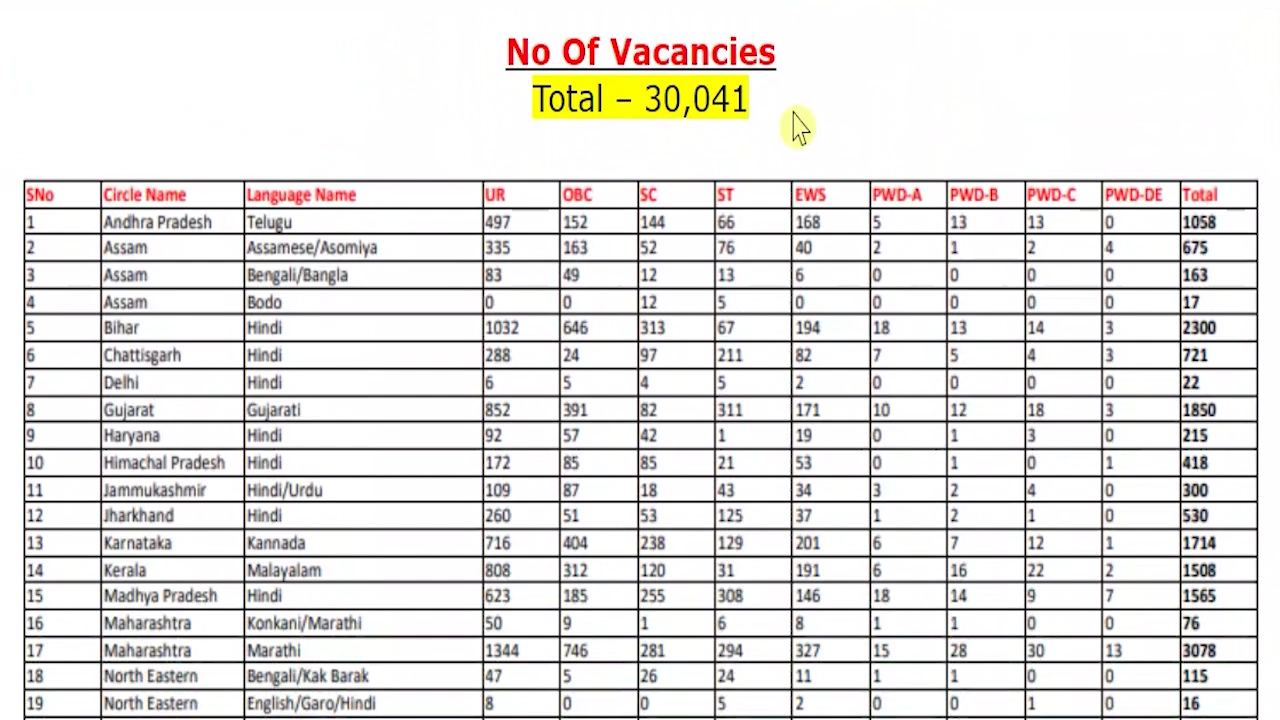 No Of Vacancies
Total – 30,041
SNo Circle Name Language Name UR OBC SC ST EWS PWD-A PWD-B PWD-C PWD-DE Total
1 Andhra Pradesh Telugu 497 152 144 66 168 5 13 13 0 1058
2 Assam Assamese/Asomiya 335 163 52 76 40 2 1 2 4 675
3 Assam Bengali/Bangla 83 49 12 13 6 0 0 0 0 163
4 Assam Bodo 0 0 12 5 0 0 0 0 0 17
5 Bihar Hindi 1032 646 313 67 194 18 13 14 3 2300
6 Chattisgarh Hindi 288 24 97 211 82 7 5 4 3 721
7 Delhi Hindi 6 5 4 5 2 0 0 0 0 22
8 Gujarat Gujarati 852 391 82 311 171 10 12 18 3 1850
9 Haryana Hindi 92 57 42 1 19 0 1 3 0 215
10 Himachal Pradesh Hindi 172 85 85 21 53 0 1 0 1 418
11 Jammukashmir Hindi/Urdu 109 87 18 43 34 3 2 4 0 300
12 Jharkhand Hindi 260 51 53 125 37 1 2 1 0 530
13 Karnataka Kannada 716 404 238 129 201 6 7 12 1 1714
14 Kerala Malayalam 808 312 120 31 191 6 16 22 2 1508
15 Madhya Pradesh Hindi 623 185 255 308 146 18 14 9 7 1565
16 Maharashtra Konkani/Marathi 50 9 1 6 8 1 1 0 0 76
17 Maharashtra Marathi 1344 746 281 294 327 15 28 30 13 3078
18 North Eastern Bengali/Kak Barak 47 5 26 24 11 1 1 0 0 115
19 North Eastern English/Garo/Hindi 8 0 0 5 2 0 0 1 0 16